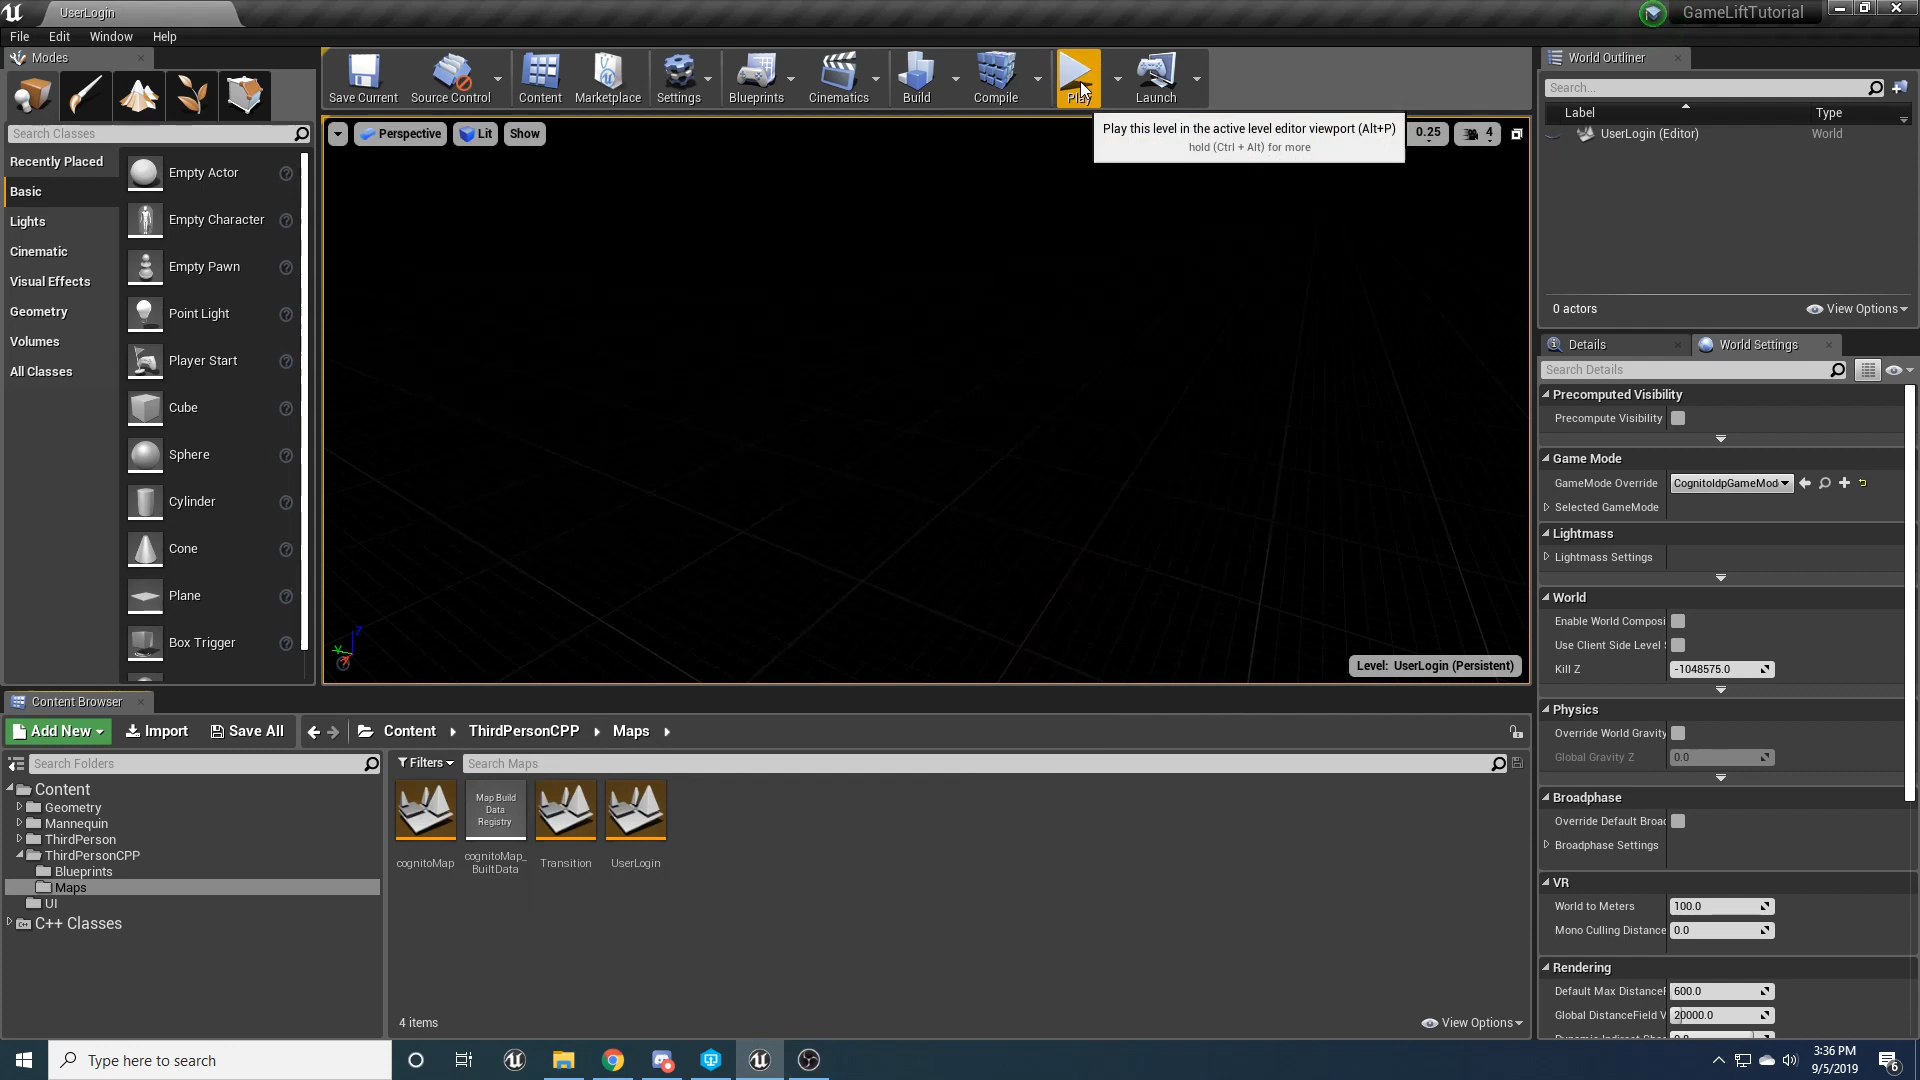 UserLogin
GameLiftTutorial
File Edit Window Help
Modes
Save Current
Source Control
Content
Marketplace
Settings
Blueprints
Cinematics
Build
Compile
Play
Launch
Play this level in the active level editor viewport (Alt+P)
hold (Ctrl + Alt) for more
Perspective
Lit
Show
0.25
4
Search Classes
Recently Placed
Basic
Lights
Cinematic
Visual Effects
Geometry
Volumes
All Classes
Empty Actor
Empty Character
Empty Pawn
Point Light
Player Start
Cube
Sphere
Cylinder
Cone
Plane
Box Trigger
Z
Level: UserLogin (Persistent)
World Outliner
Search...
Label
Type
UserLogin (Editor)
World
0 actors
View Options
Details
World Settings
Search Details
Precomputed Visibility
Precompute Visibility
Game Mode
GameMode Override
CognitoIdpGameMod
Selected GameMode
Lightmass
Lightmass Settings
World
Enable World Composi
Use Client Side Level
Kill Z
-1048575.0
Physics
Override World Gravity
Global Gravity Z
0.0
Broadphase
Override Default Broad
Broadphase Settings
VR
World to Meters
100.0
Mono Culling Distance
0.0
Rendering
Default Max DistanceF
600.0
Global DistanceField V
20000.0
Content Browser
Add New
Import
Save All
Content
ThirdPersonCPP
Maps
Search Folders
Filters
Search Maps
Content
Geometry
Mannequin
ThirdPerson
ThirdPersonCPP
Blueprints
Maps
UI
C++ Classes
Map Build
Data
Registry
cognitoMap
cognitoMap_
BuiltData
Transition
UserLogin
4 items
View Options
Type here to search
3:36 PM
9/5/2019
6